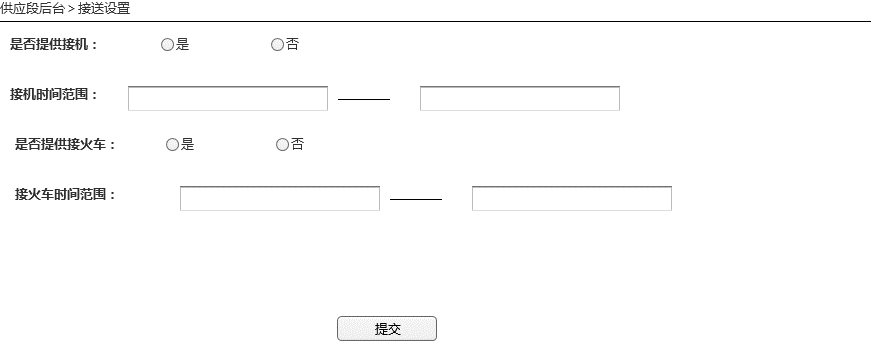 供应段后台 > 接送设置
是否提供接机： 是 否
接机时间范围：
是否提供接火车： 是 否
接火车时间范围：
提交